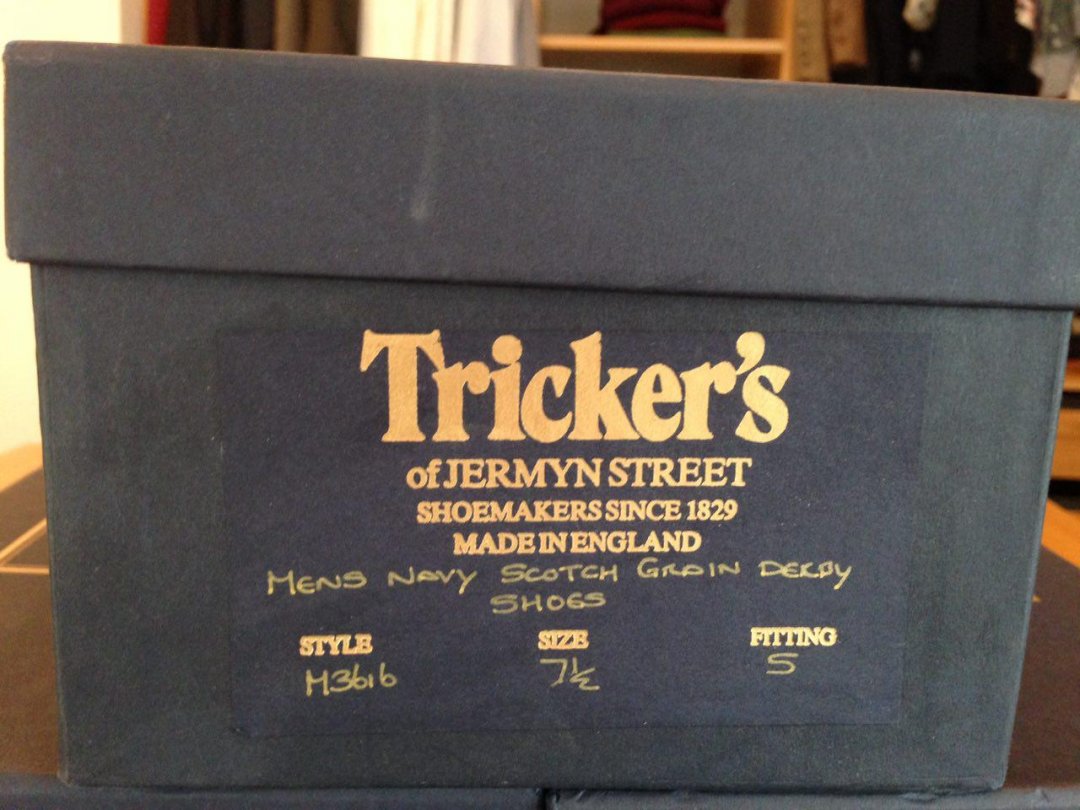 Tricker's
of JERMYN STREET
SHOEMAKERS SINCE 1829
MADE IN ENGLAND
MENS NAVY SCOTCH GRAIN DERBY
SHOES
STYLE SIZE FITTING
M3616 7½ 5